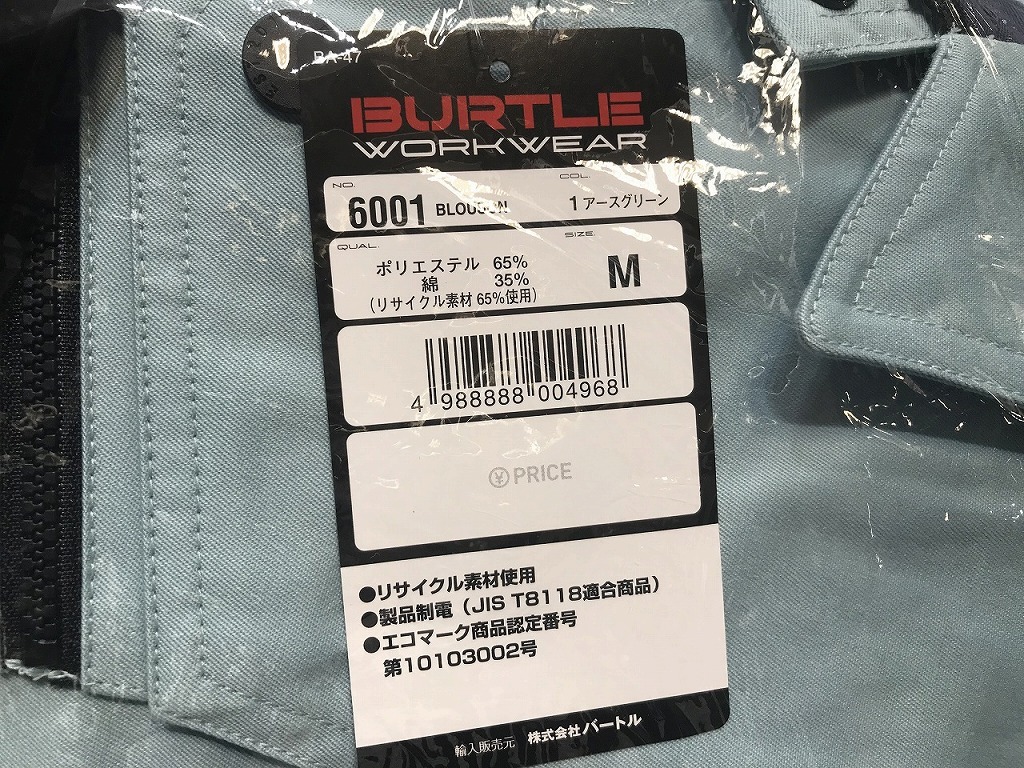 BA-47
BURTLE
WORKWEAR
NO.
COL.
6001 BLOUSON
1 アースグリーン
QUAL.
SIZE.
ポリエステル 65%
綿 35%
(リサイクル素材 65%使用)
M
4 988888 004968
¥ PRICE
●リサイクル素材使用
●製品制電(JIS T8118適合商品)
●エコマーク商品認定番号
第10103002号
輸入販売元 株式会社バートル